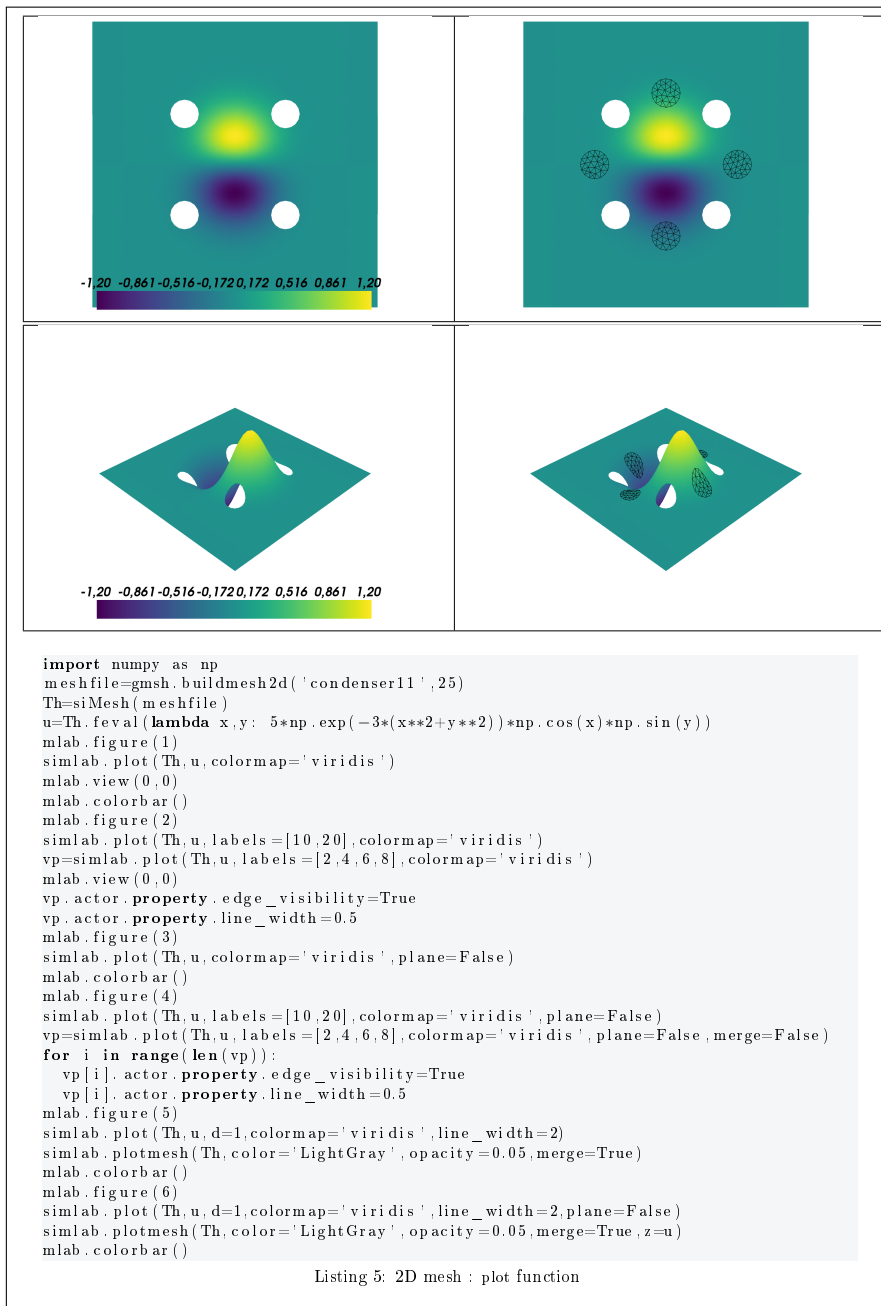 -1,20 -0,861 -0,516 -0,172 0,172 0,516 0,861 1,20
-1,20 -0,861 -0,516 -0,172 0,172 0,516 0,861 1,20
import numpy as np
meshfile=gmsh.buildmesh2d('condenser11',25)
Th=siMesh(meshfile)
u=Th.feval(lambda x,y: 5*np.exp(-3*(x**2+y**2))*np.cos(x)*np.sin(y))
mlab.figure(1)
simlab.plot(Th,u,colormap='viridis')
mlab.view(0,0)
mlab.colorbar()
mlab.figure(2)
simlab.plot(Th,u,labels=[10,20],colormap='viridis')
vp=simlab.plot(Th,u,labels=[2,4,6,8],colormap='viridis')
mlab.view(0,0)
vp.actor.property.edge_visibility=True
vp.actor.property.line_width=0.5
mlab.figure(3)
simlab.plot(Th,u,colormap='viridis',plane=False)
mlab.colorbar()
mlab.figure(4)
simlab.plot(Th,u,labels=[10,20],colormap='viridis',plane=False)
vp=simlab.plot(Th,u,labels=[2,4,6,8],colormap='viridis',plane=False,merge=False)
for i in range(len(vp)):
  vp[i].actor.property.edge_visibility=True
  vp[i].actor.property.line_width=0.5
mlab.figure(5)
simlab.plot(Th,u,d=1,colormap='viridis',line_width=2)
simlab.plotmesh(Th,color='LightGray',opacity=0.05,merge=True)
mlab.colorbar()
mlab.figure(6)
simlab.plot(Th,u,d=1,colormap='viridis',line_width=2,plane=False)
simlab.plotmesh(Th,color='LightGray',opacity=0.05,merge=True,z=u)
mlab.colorbar()
Listing 5: 2D mesh : plot function